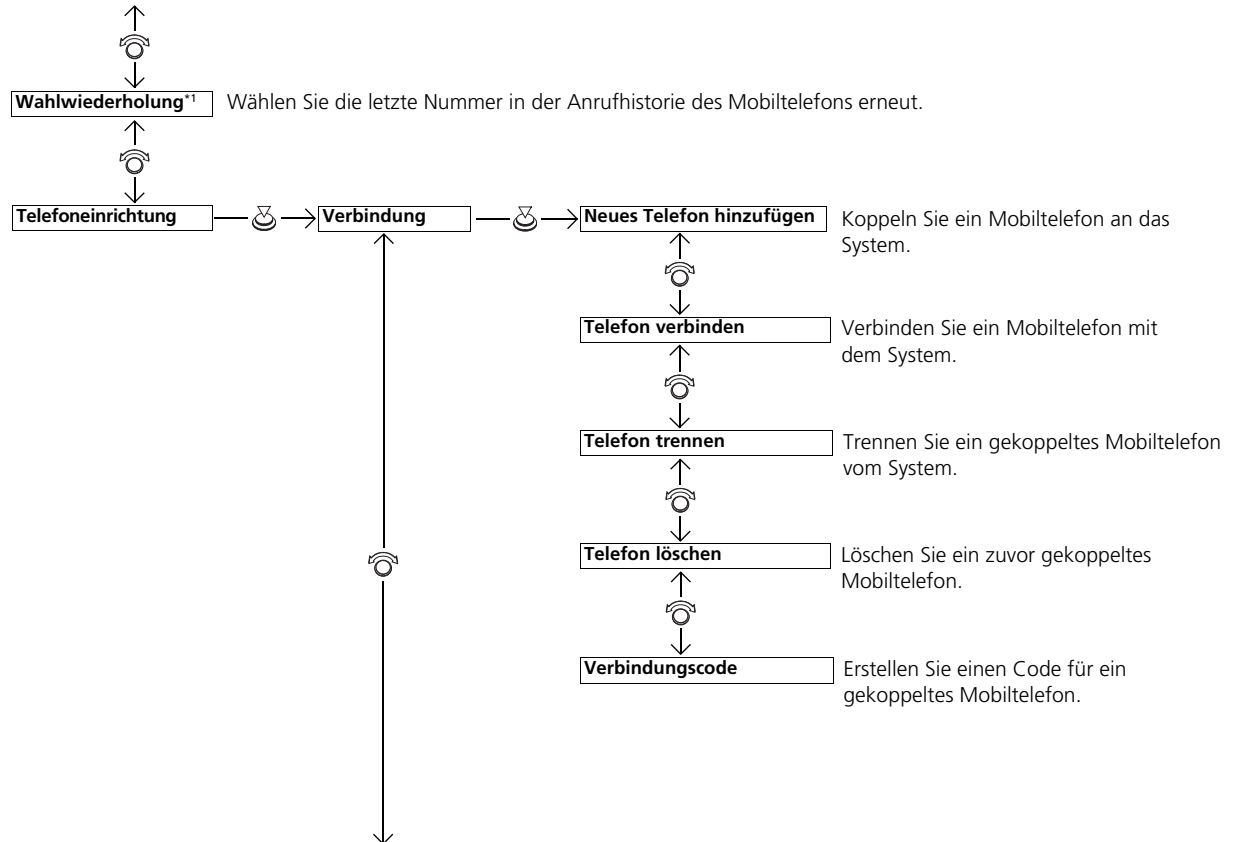 Wahlwiederholung*1 Wählen Sie die letzte Nummer in der Anrufhistorie des Mobiltelefons erneut.
Telefoneinrichtung Verbindung Neues Telefon hinzufügen Koppeln Sie ein Mobiltelefon an das
System.
Telefon verbinden Verbinden Sie ein Mobiltelefon mit
dem System.
Telefon trennen Trennen Sie ein gekoppeltes Mobiltelefon
vom System.
Telefon löschen Löschen Sie ein zuvor gekoppeltes
Mobiltelefon.
Verbindungscode Erstellen Sie einen Code für ein
gekoppeltes Mobiltelefon.